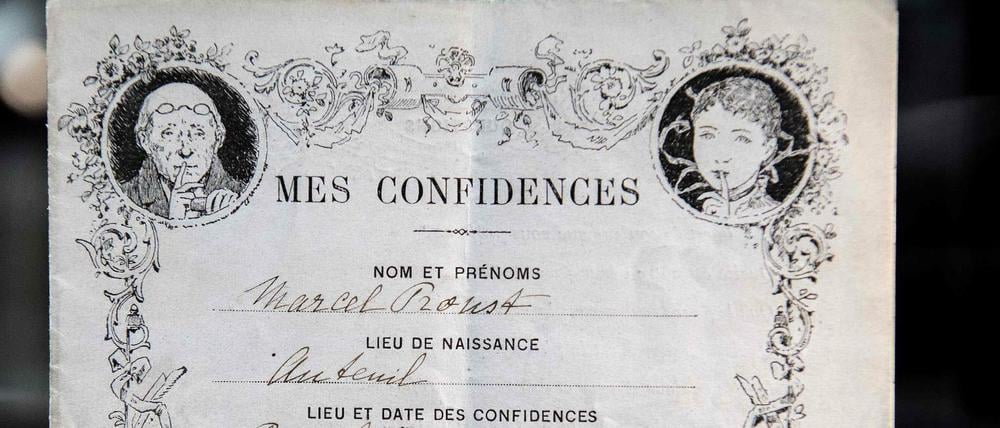 MES CONFIDENCES
NOM ET PRÉNOMS
Marcel Proust
LIEU DE NAISSANCE
Auteuil
LIEU ET DATE DES CONFIDENCES